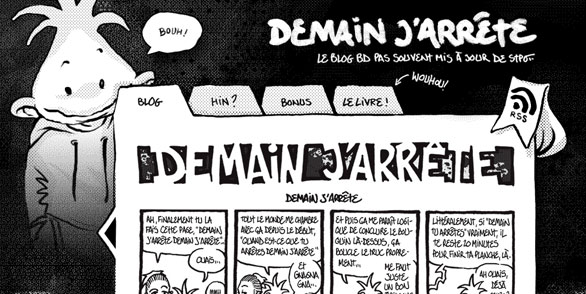 BOUH!
DEMAIN J'ARRÊTE
LE BLOG BD PAS SOUVENT MIS À JOUR DE STPO..
WOUHOU!
BLOG
HIN?
BONUS
LE LIVRE!
RSS
DEMAIN J'ARRÊTE
DEMAIN J'ARRÊTE
AH, FINALEMENT TU LA
FAIS CETTE PAGE, "DEMAIN
J'ARRÊTE DEMAIN J'ARRÊTE"...
OUAIS...
TOUT LE MONDE ME CHAMBRE
AVEC ÇA DEPUIS LE DÉBUT,
"QUAND EST-CE QUE TU
ARRÊTES DEMAIN J'ARRÊTE"
ET
GNAGNA
GNA...
ET PUIS ÇA ME PARAÎT LOGI-
QUE DE CONCLURE LE BOU-
QUIN LÀ-DESSUS, ÇA
BOUCLE LE TRUC PROPRE-
MENT...
ME FAUT
JUSTE
UN BON
LITTÉRALEMENT, SI "DEMAIN
TU ARRÊTES" VRAIMENT, IL
TE RESTE 20 MINUTES
POUR FINIR TA PLANCHE, LÀ.
AH OUAIS,
DÉJÀ